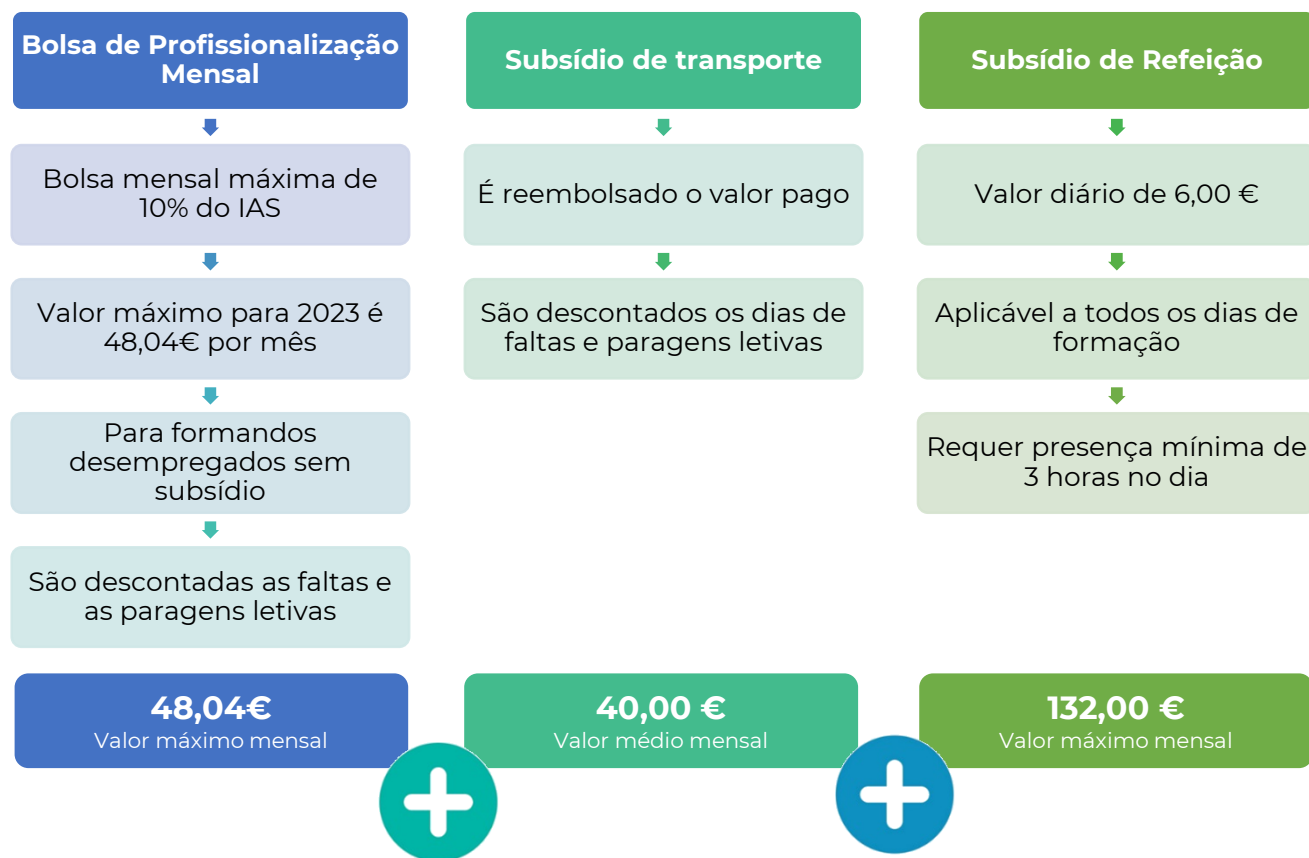 Bolsa de Profissionalização
Mensal
Bolsa mensal máxima de
10% do IAS
Valor máximo para 2023 é
48,04€ por mês
Para formandos
desempregados sem
subsídio
São descontadas as faltas e
as paragens letivas
48,04€
Valor máximo mensal
Subsídio de transporte
É reembolsado o valor pago
São descontados os dias de
faltas e paragens letivas
40,00 €
Valor médio mensal
Subsídio de Refeição
Valor diário de 6,00 €
Aplicável a todos os dias de
formação
Requer presença mínima de
3 horas no dia
132,00 €
Valor máximo mensal